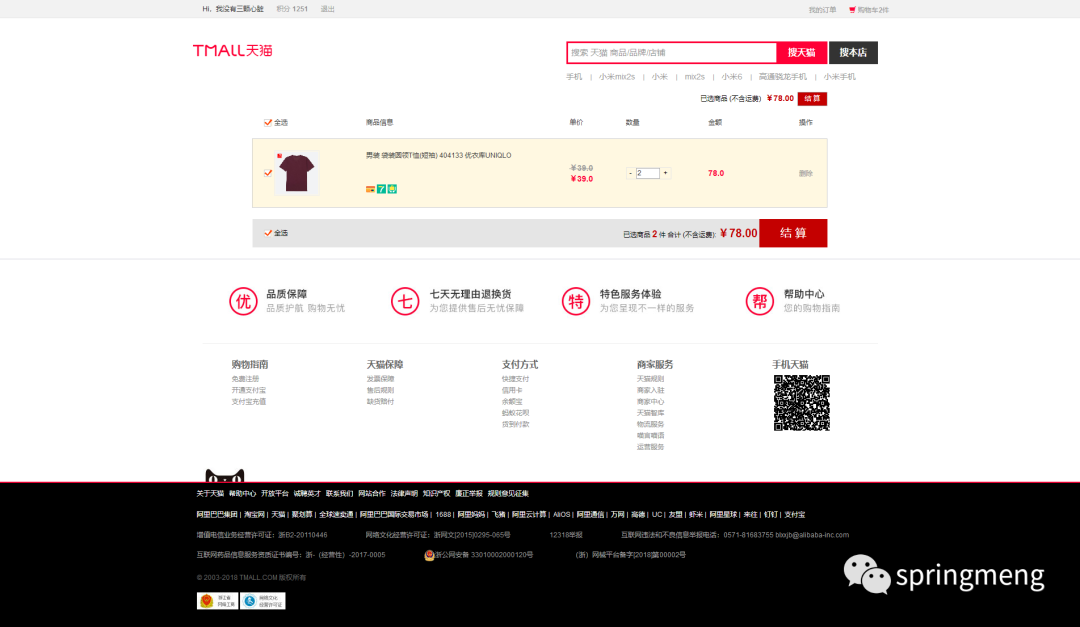 Hi, 我没有三颗心脏 积分 1251 退出 我的订单 购物车2件
TMALL天猫 搜索 天猫 商品/品牌/店铺 搜天猫 搜本店
手机 | 小米mix2s | 小米 | mix2s | 小米6 | 高通骁龙手机 | 小米手机
已选商品 (不含运费) ¥78.00 结 算
全选 商品信息 单价 数量 金额 操作
男装 袋装圆领T恤(短袖) 404133 优衣库UNIQLO
¥39.0
¥39.0 - 2 + 78.0 删除
全选 已选商品 2 件 合计 (不含运费): ¥78.00 结 算
优 品质保障 七 七天无理由退换货 特 特色服务体验 帮 帮助中心
品质护航 购物无忧 为您提供售后无忧保障 为您呈现不一样的服务 您的购物指南
购物指南 天猫保障 支付方式 商家服务 手机天猫
免费注册 发票保障 快捷支付 天猫规则
开通支付宝 售后规则 信用卡 商家入驻
支付宝充值 缺货赔付 余额宝 商家中心
蚂蚁花呗 天猫智库
货到付款 物流服务
喵言喵语
运营服务
关于天猫 帮助中心 开放平台 诚聘英才 联系我们 网站合作 法律声明 知识产权 廉正举报 规则意见征集
阿里巴巴集团 | 淘宝网 | 天猫 | 聚划算 | 全球速卖通 | 阿里巴巴国际交易市场 | 1688 | 阿里妈妈 | 飞猪 | 阿里云计算 | AliOS | 阿里通信 | 万网 | 高德 | UC | 友盟 | 虾米 | 阿里星球 | 来往 | 钉钉 | 支付宝
增值电信业务经营许可证：浙B2-20110446 网络文化经营许可证：浙网文[2015]0295-065号 12318举报 互联网违法和不良信息举报电话：0571-81683755 blxxjb@alibaba-inc.com
互联网药品信息服务资质证书编号：浙-（经营性）-2017-0005 浙公网安备 33010002000120号 （浙）网械平台备字[2018]第00002号
© 2003-2018 TMALL.COM 版权所有
springmeng